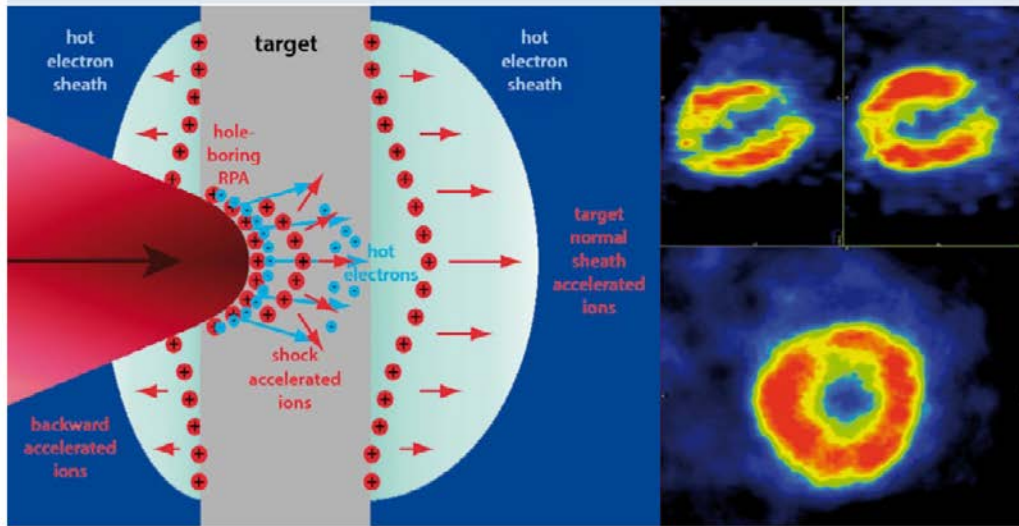 hot
electron
sheath
target
hot
electron
sheath
hole-
boring
RPA
hot
electrons
target
normal
sheath
accelerated
ions
shock
accelerated
ions
backward
accelerated
ions